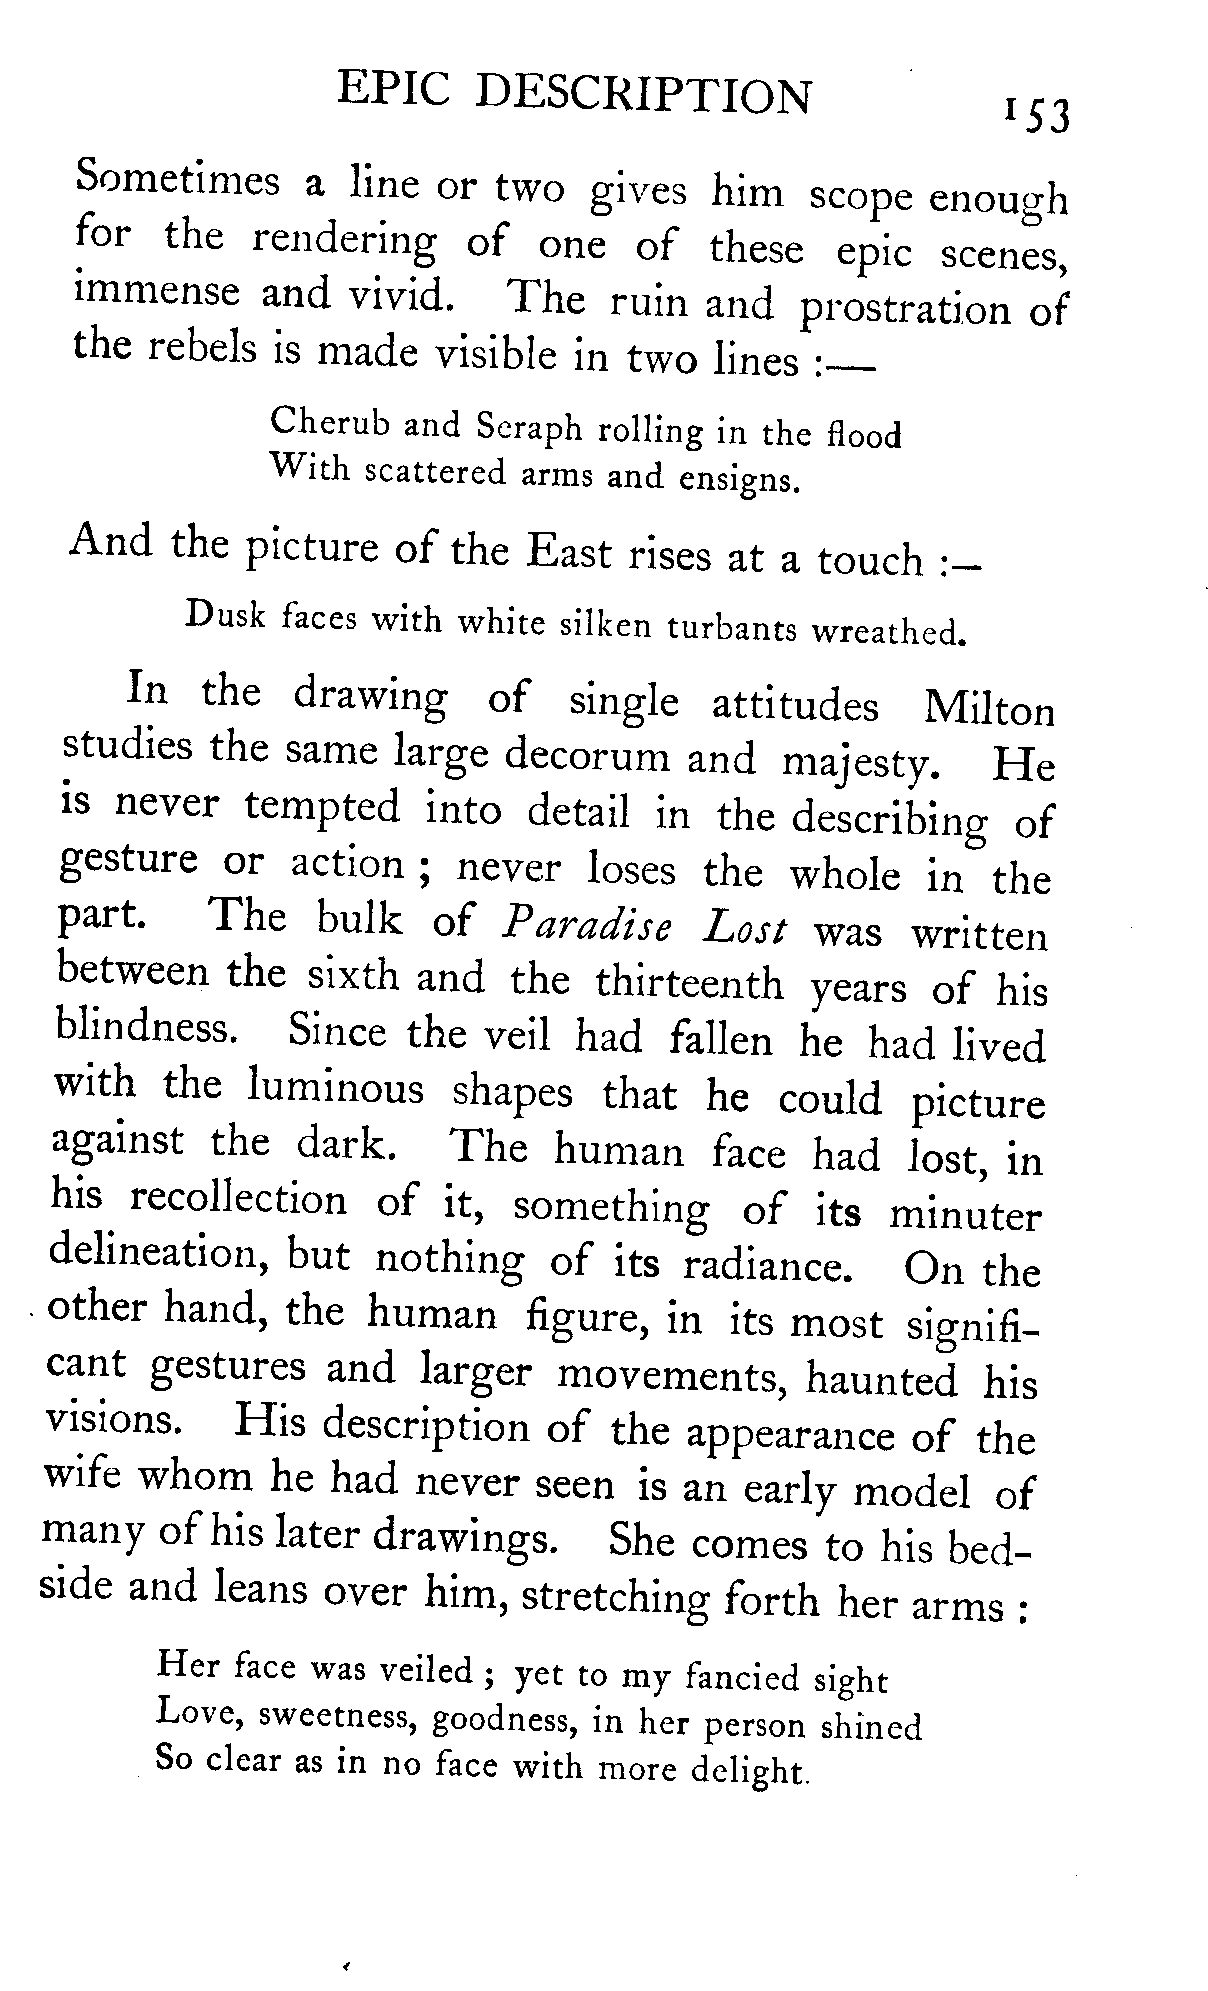 EPIC DESCRIPTION 153
Sometimes a line or two gives him scope enough
for the rendering of one of these epic scenes,
immense and vivid. The ruin and prostration of
the rebels is made visible in two lines :—
Cherub and Seraph rolling in the flood
With scattered arms and ensigns.
And the picture of the East rises at a touch :—
Dusk faces with white silken turbants wreathed.
In the drawing of single attitudes Milton
studies the same large decorum and majesty. He
is never tempted into detail in the describing of
gesture or action ; never loses the whole in the
part. The bulk of Paradise Lost was written
between the sixth and the thirteenth years of his
blindness. Since the veil had fallen he had lived
with the luminous shapes that he could picture
against the dark. The human face had lost, in
his recollection of it, something of its minuter
delineation, but nothing of its radiance. On the
other hand, the human figure, in its most signifi-
cant gestures and larger movements, haunted his
visions. His description of the appearance of the
wife whom he had never seen is an early model of
many of his later drawings. She comes to his bed-
side and leans over him, stretching forth her arms :
Her face was veiled ; yet to my fancied sight
Love, sweetness, goodness, in her person shined
So clear as in no face with more delight.